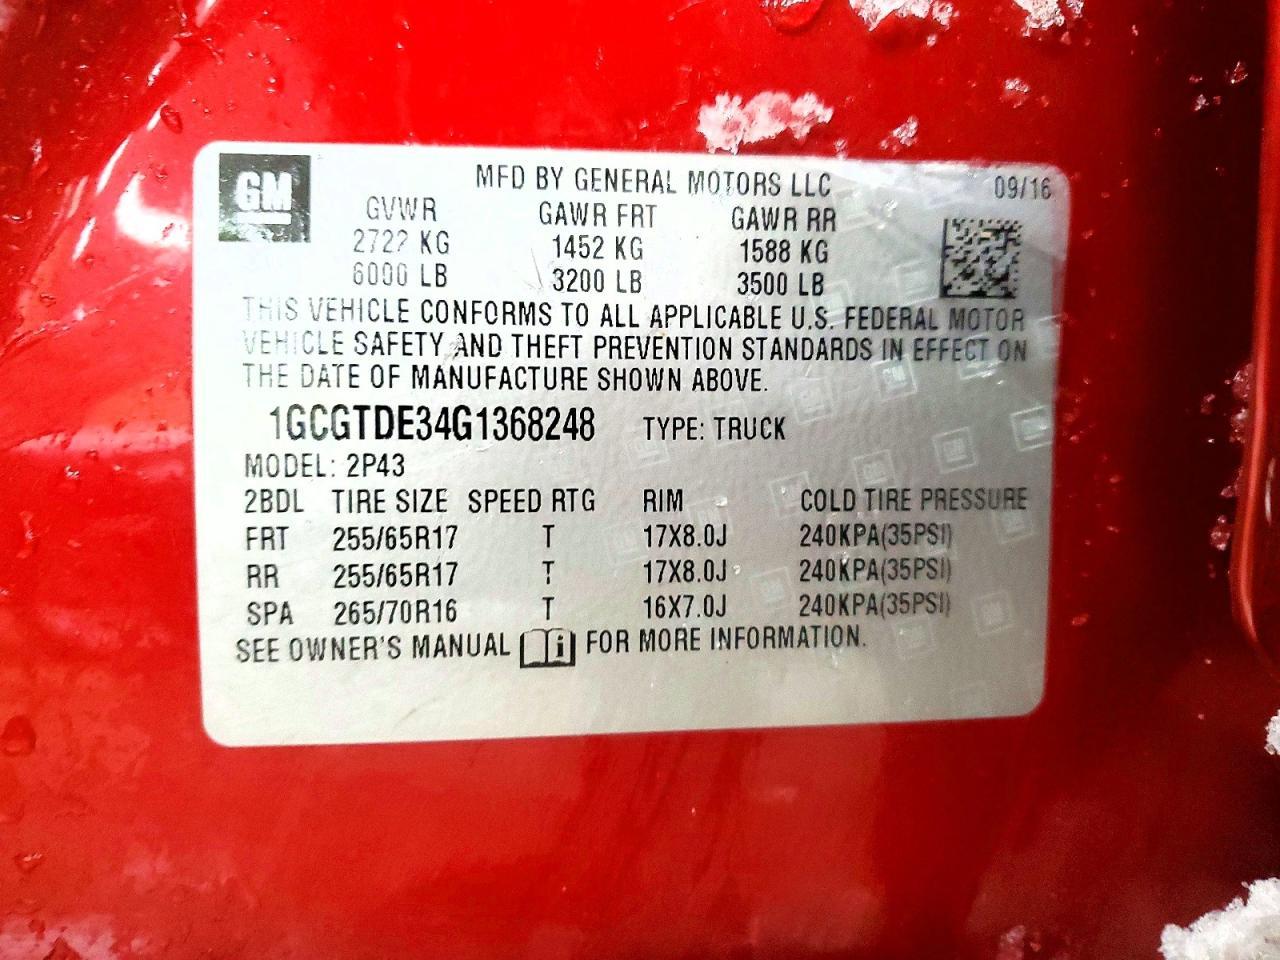 GM
MFD BY GENERAL MOTORS LLC 09/16
GVWR GAWR FRT GAWR RR
2722 KG 1452 KG 1588 KG
6000 LB 3200 LB 3500 LB
THIS VEHICLE CONFORMS TO ALL APPLICABLE U.S. FEDERAL MOTOR
VEHICLE SAFETY AND THEFT PREVENTION STANDARDS IN EFFECT ON
THE DATE OF MANUFACTURE SHOWN ABOVE.
1GCGTDE34G1368248 TYPE: TRUCK
MODEL: 2P43
2BDL TIRE SIZE SPEED RTG RIM COLD TIRE PRESSURE
FRT 255/65R17 T 17X8.0J 240KPA(35PSI)
RR 255/65R17 T 17X8.0J 240KPA(35PSI)
SPA 265/70R16 T 16X7.0J 240KPA(35PSI)
SEE OWNER'S MANUAL i FOR MORE INFORMATION.